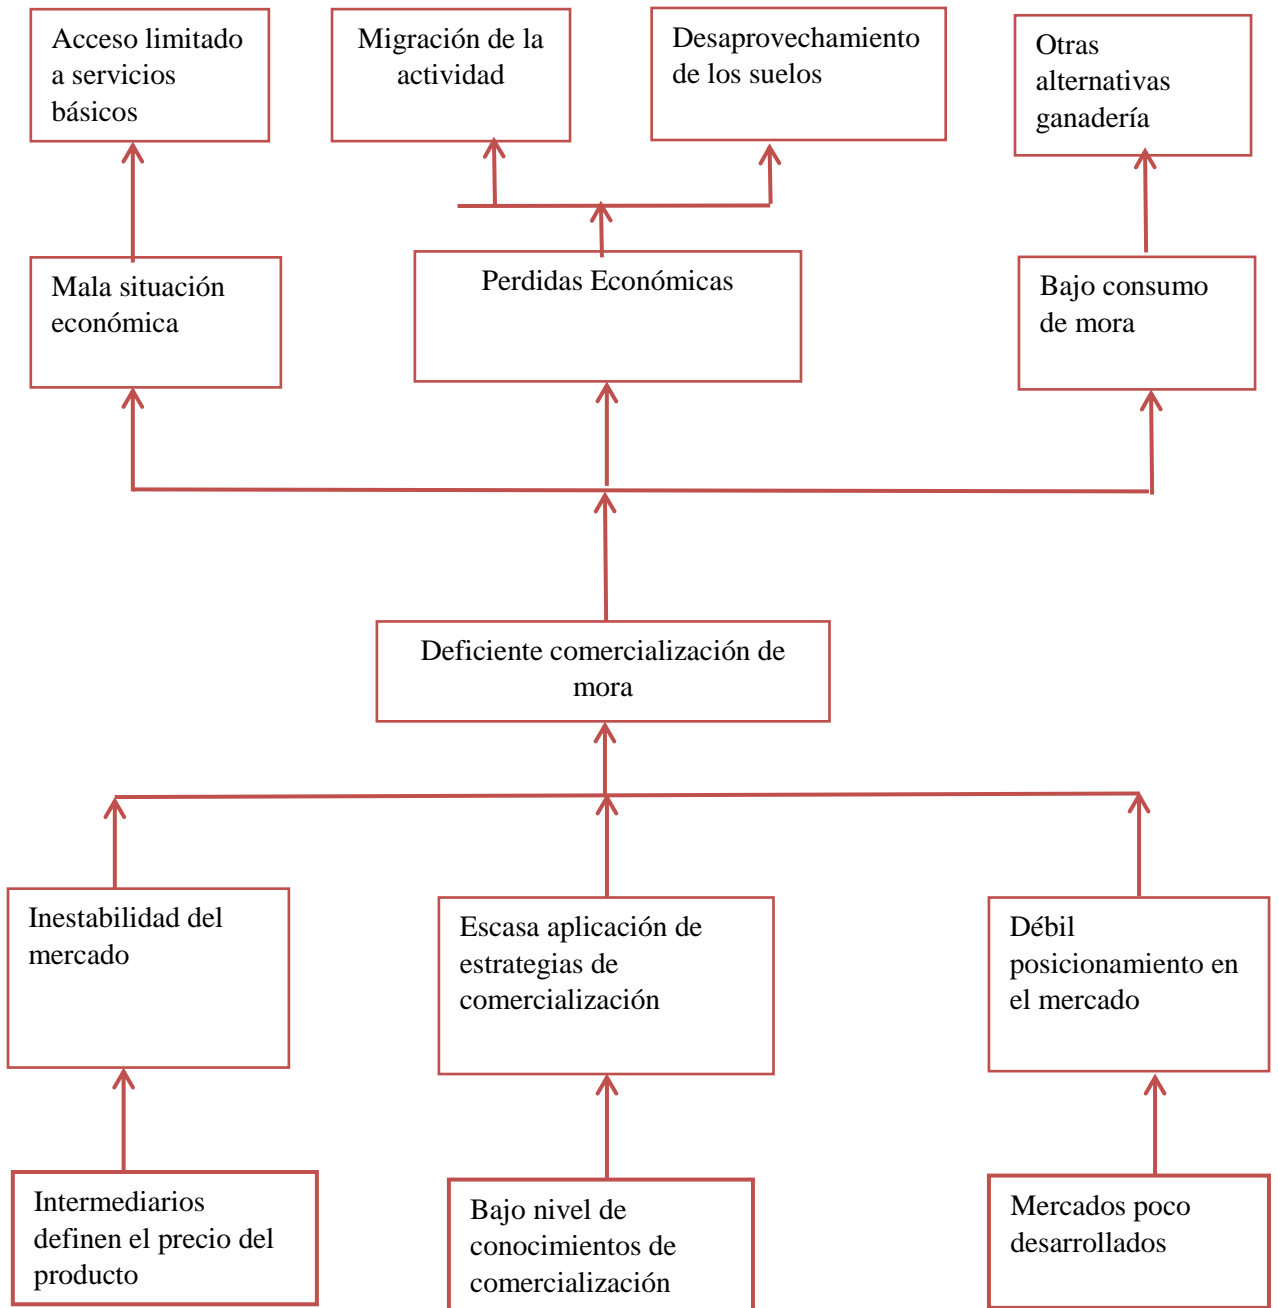 Acceso limitado
a servicios
básicos
Migración de la
actividad
Desaprovechamiento
de los suelos
Otras
alternativas
ganadería
Mala situación
económica
Perdidas Económicas
Bajo consumo
de mora
Deficiente comercialización de
mora
Inestabilidad del
mercado
Escasa aplicación de
estrategias de
comercialización
Débil
posicionamiento en
el mercado
Intermediarios
definen el precio del
producto
Bajo nivel de
conocimientos de
comercialización
Mercados poco
desarrollados